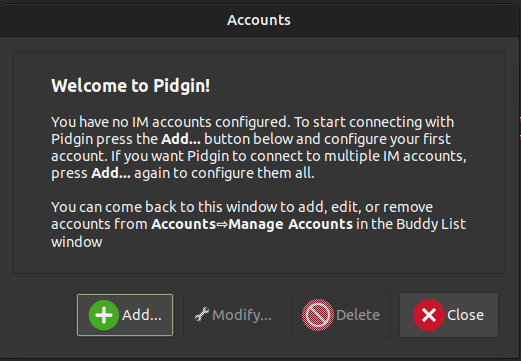 Accounts
Welcome to Pidgin!
You have no IM accounts configured. To start connecting with
Pidgin press the Add... button below and configure your first
account. If you want Pidgin to connect to multiple IM accounts,
press Add... again to configure them all.
You can come back to this window to add, edit, or remove
accounts from Accounts⇨Manage Accounts in the Buddy List
window
Add... Modify... Delete Close